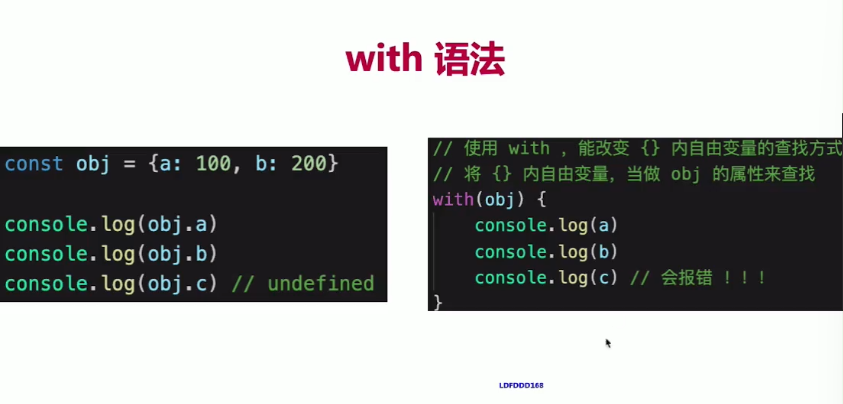 with 语法
const obj = {a: 100, b: 200}
console.log(obj.a)
console.log(obj.b)
console.log(obj.c) // undefined
// 使用 with ，能改变 {} 内自由变量的查找方式
// 将 {} 内自由变量，当做 obj 的属性来查找
with(obj) {
console.log(a)
console.log(b)
console.log(c) // 会报错 ！！！
}
LDFDDD168